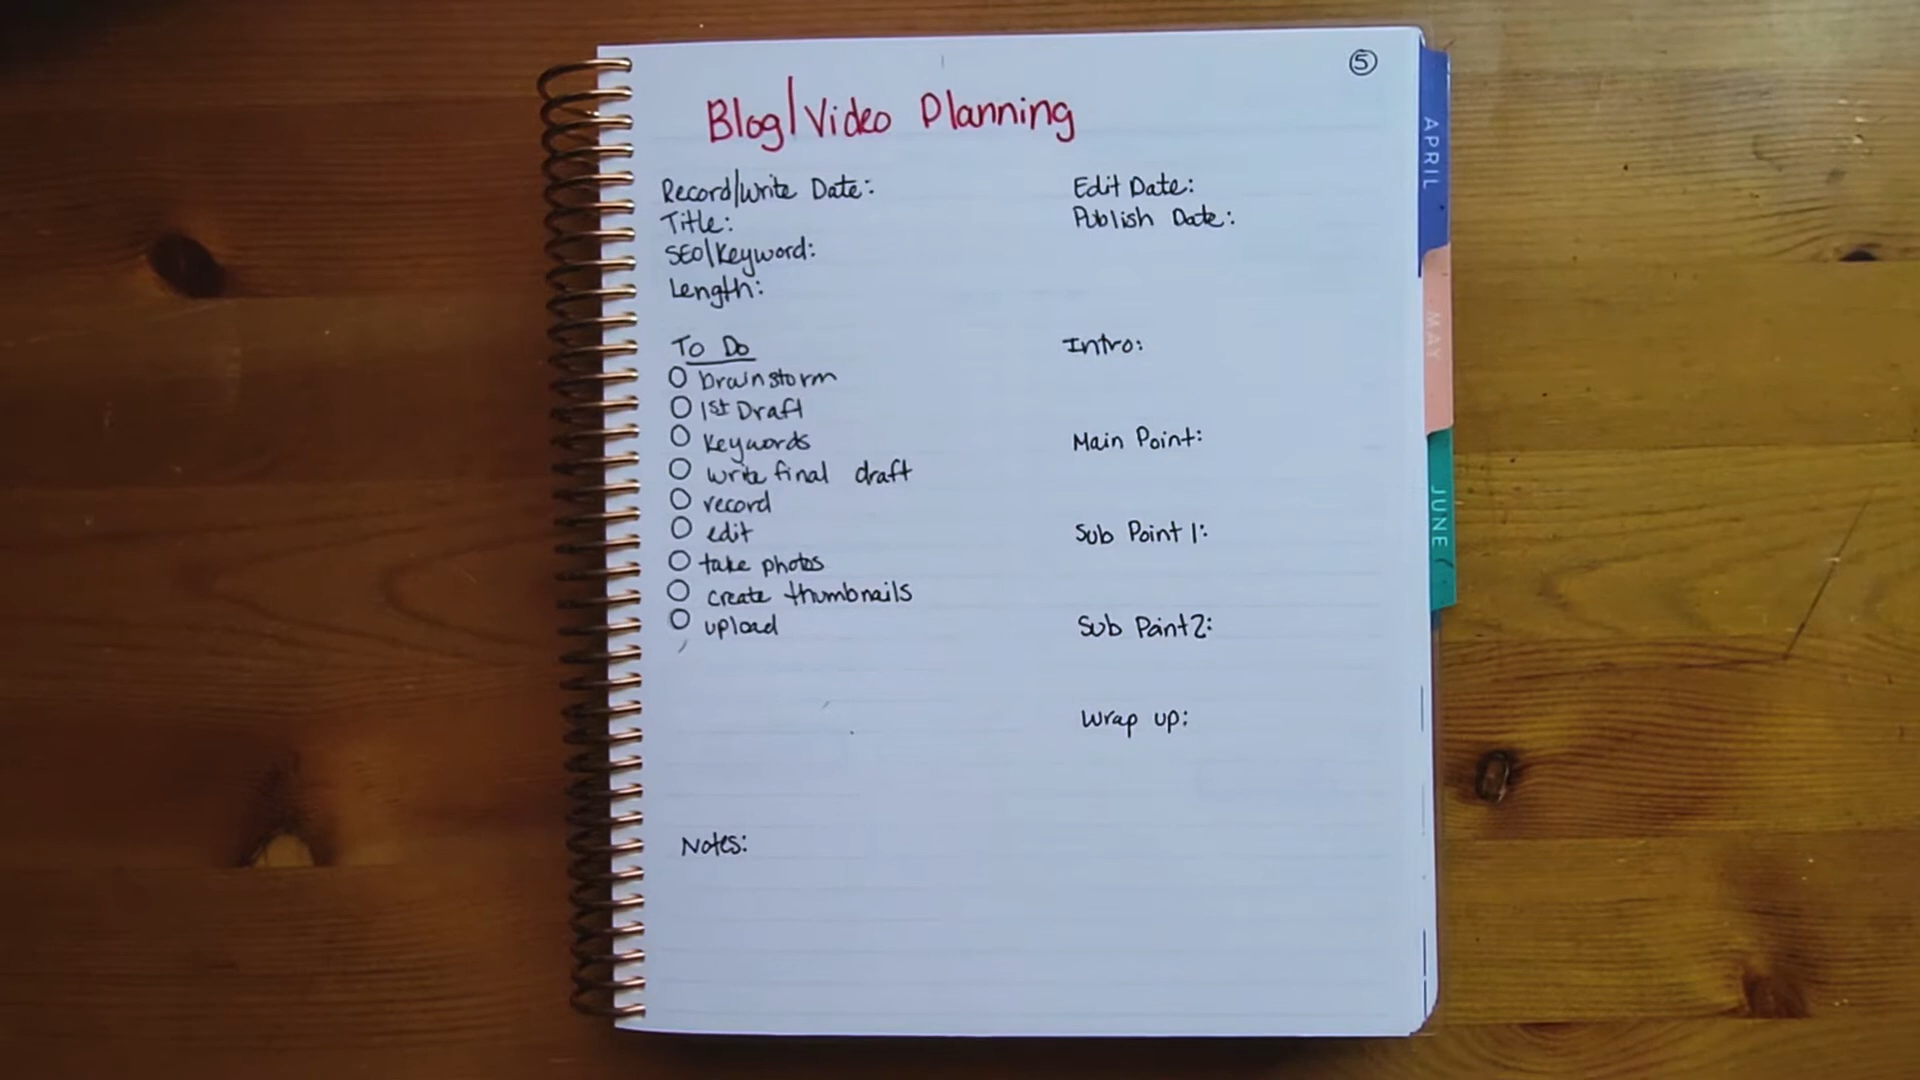 5
Blog/Video Planning
Record/Write Date:
Title:
SEO/Keyword:
Length:
Edit Date:
Publish Date:
To Do
brainstorm
1st Draft
keywords
write final draft
record
edit
take photos
create thumbnails
upload
Intro:
Main Point:
Sub Point 1:
Sub Point 2:
Wrap up:
Notes:
APRIL
MAY
JUNE